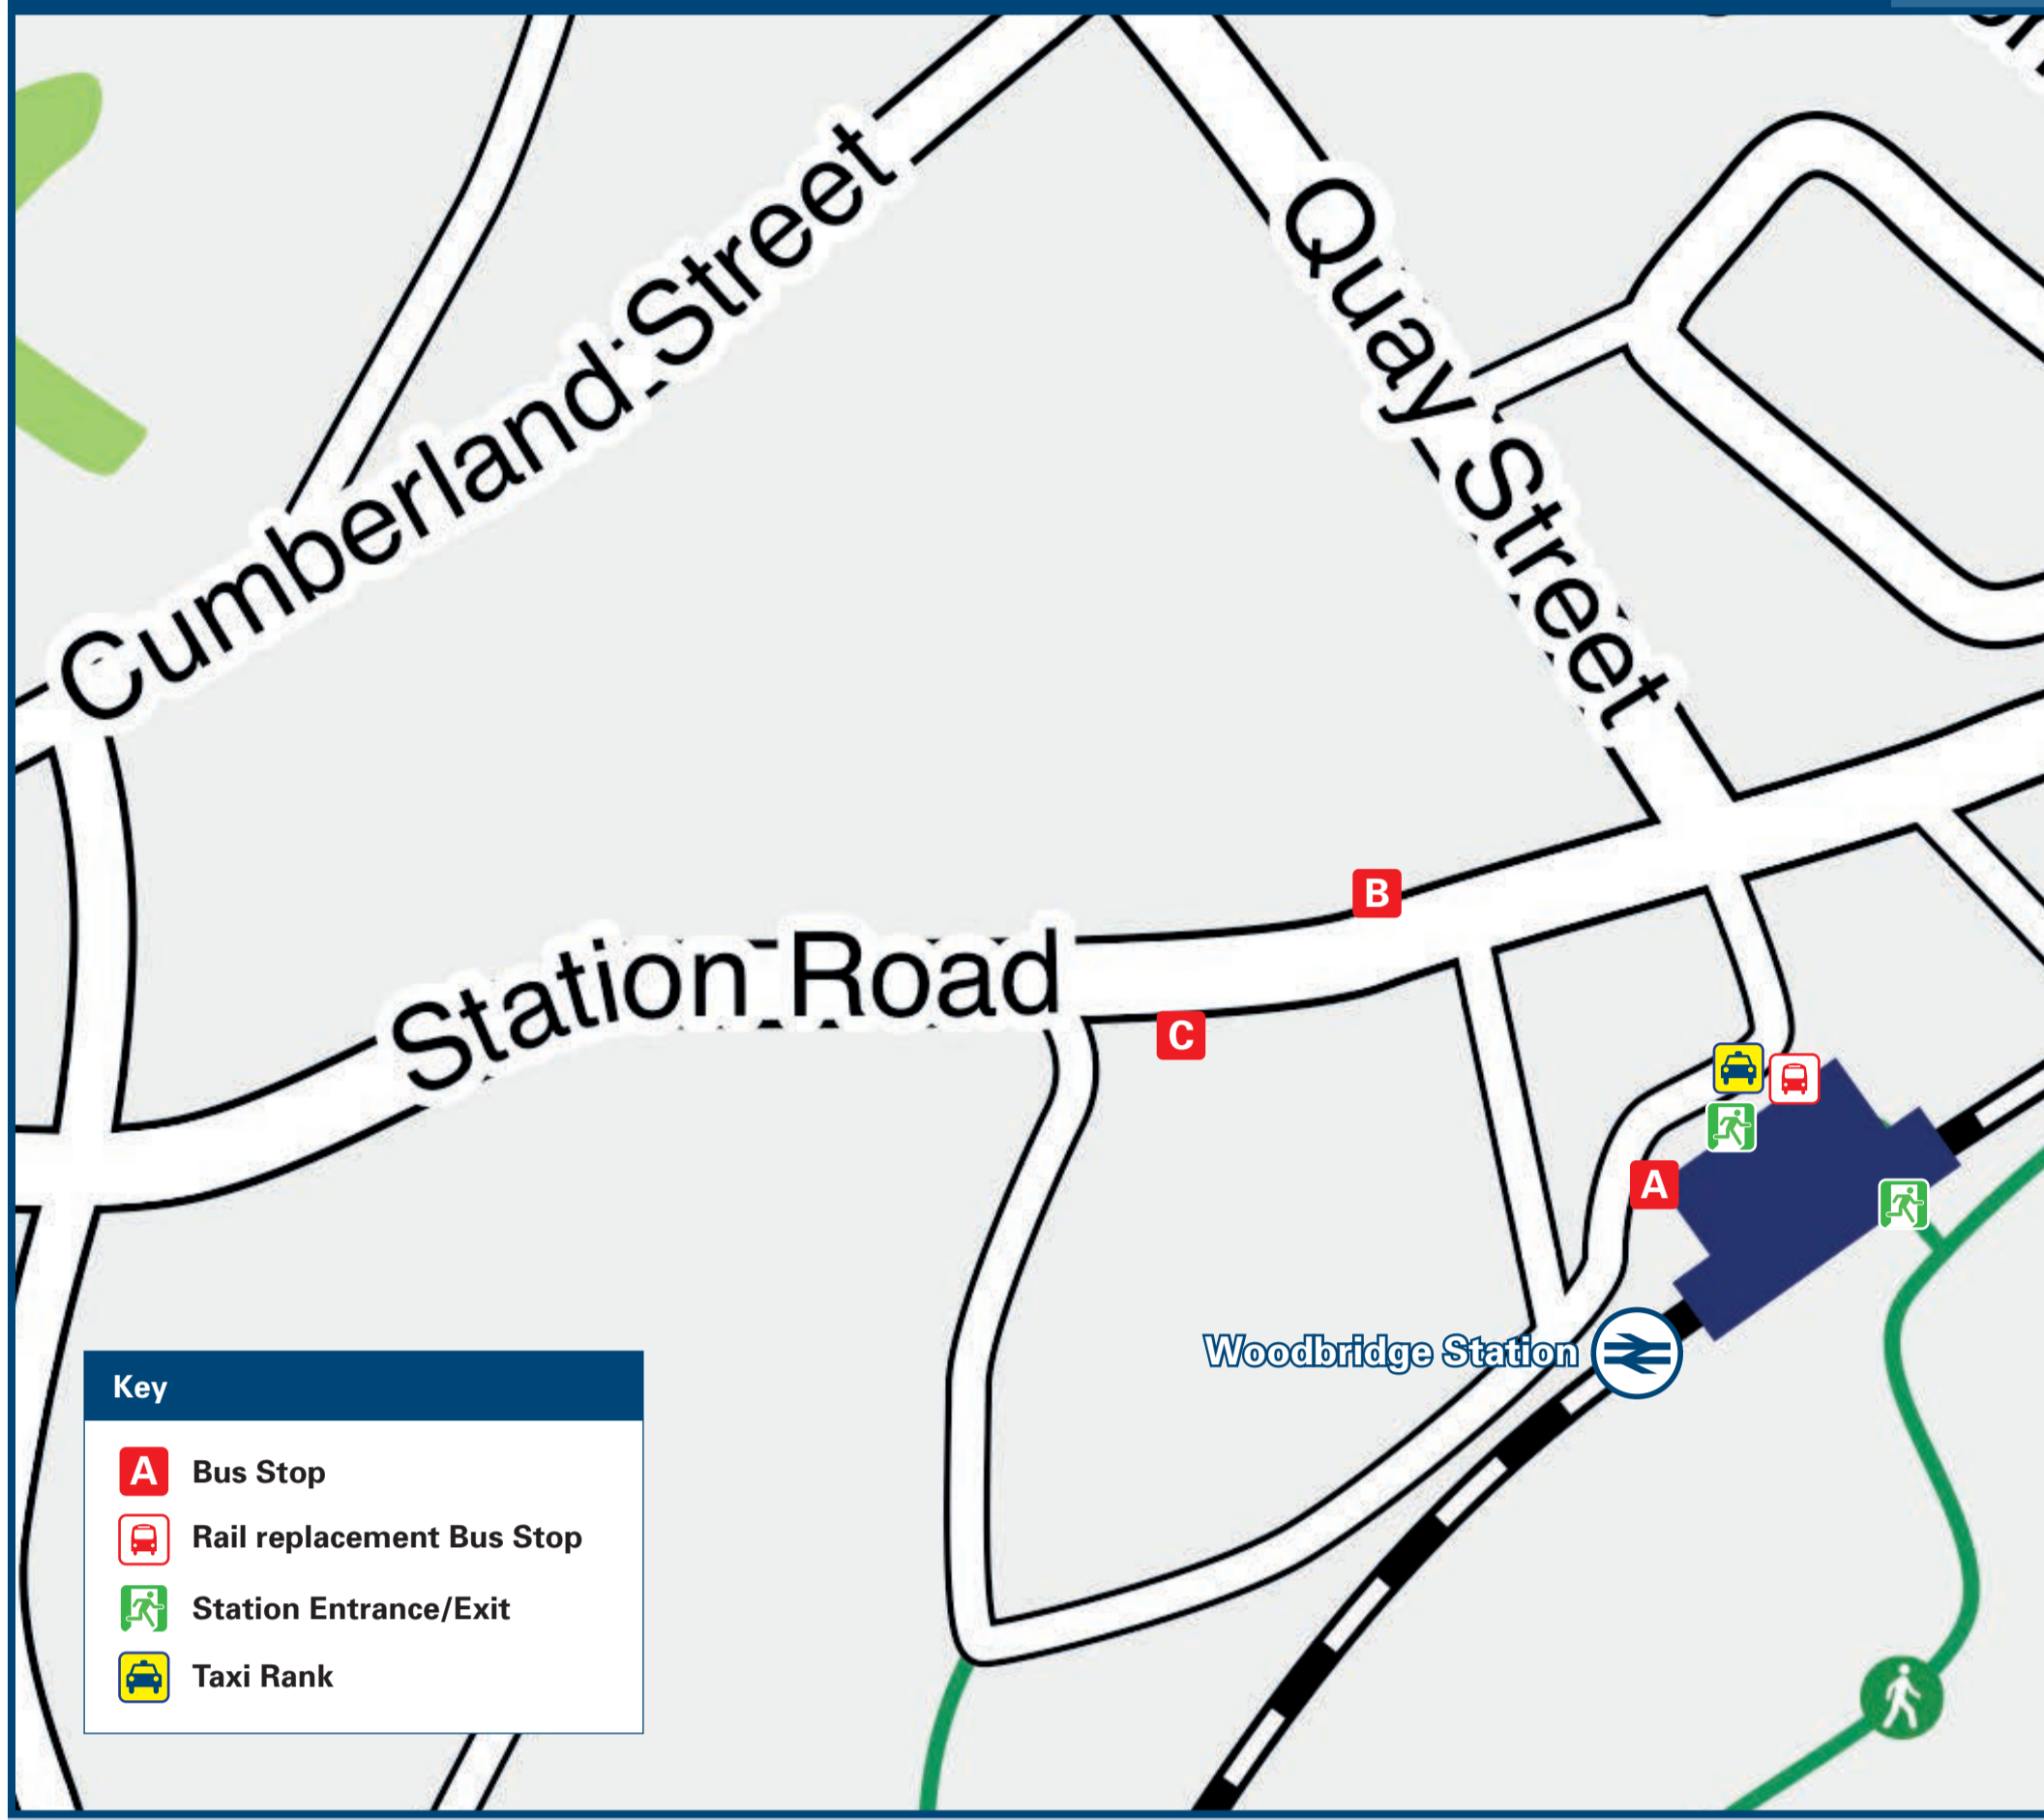 Cumberland Street
Quay Street
B
Station Road
C
A
Woodbridge Station
Key
A Bus Stop
Rail replacement Bus Stop
Station Entrance/Exit
Taxi Rank